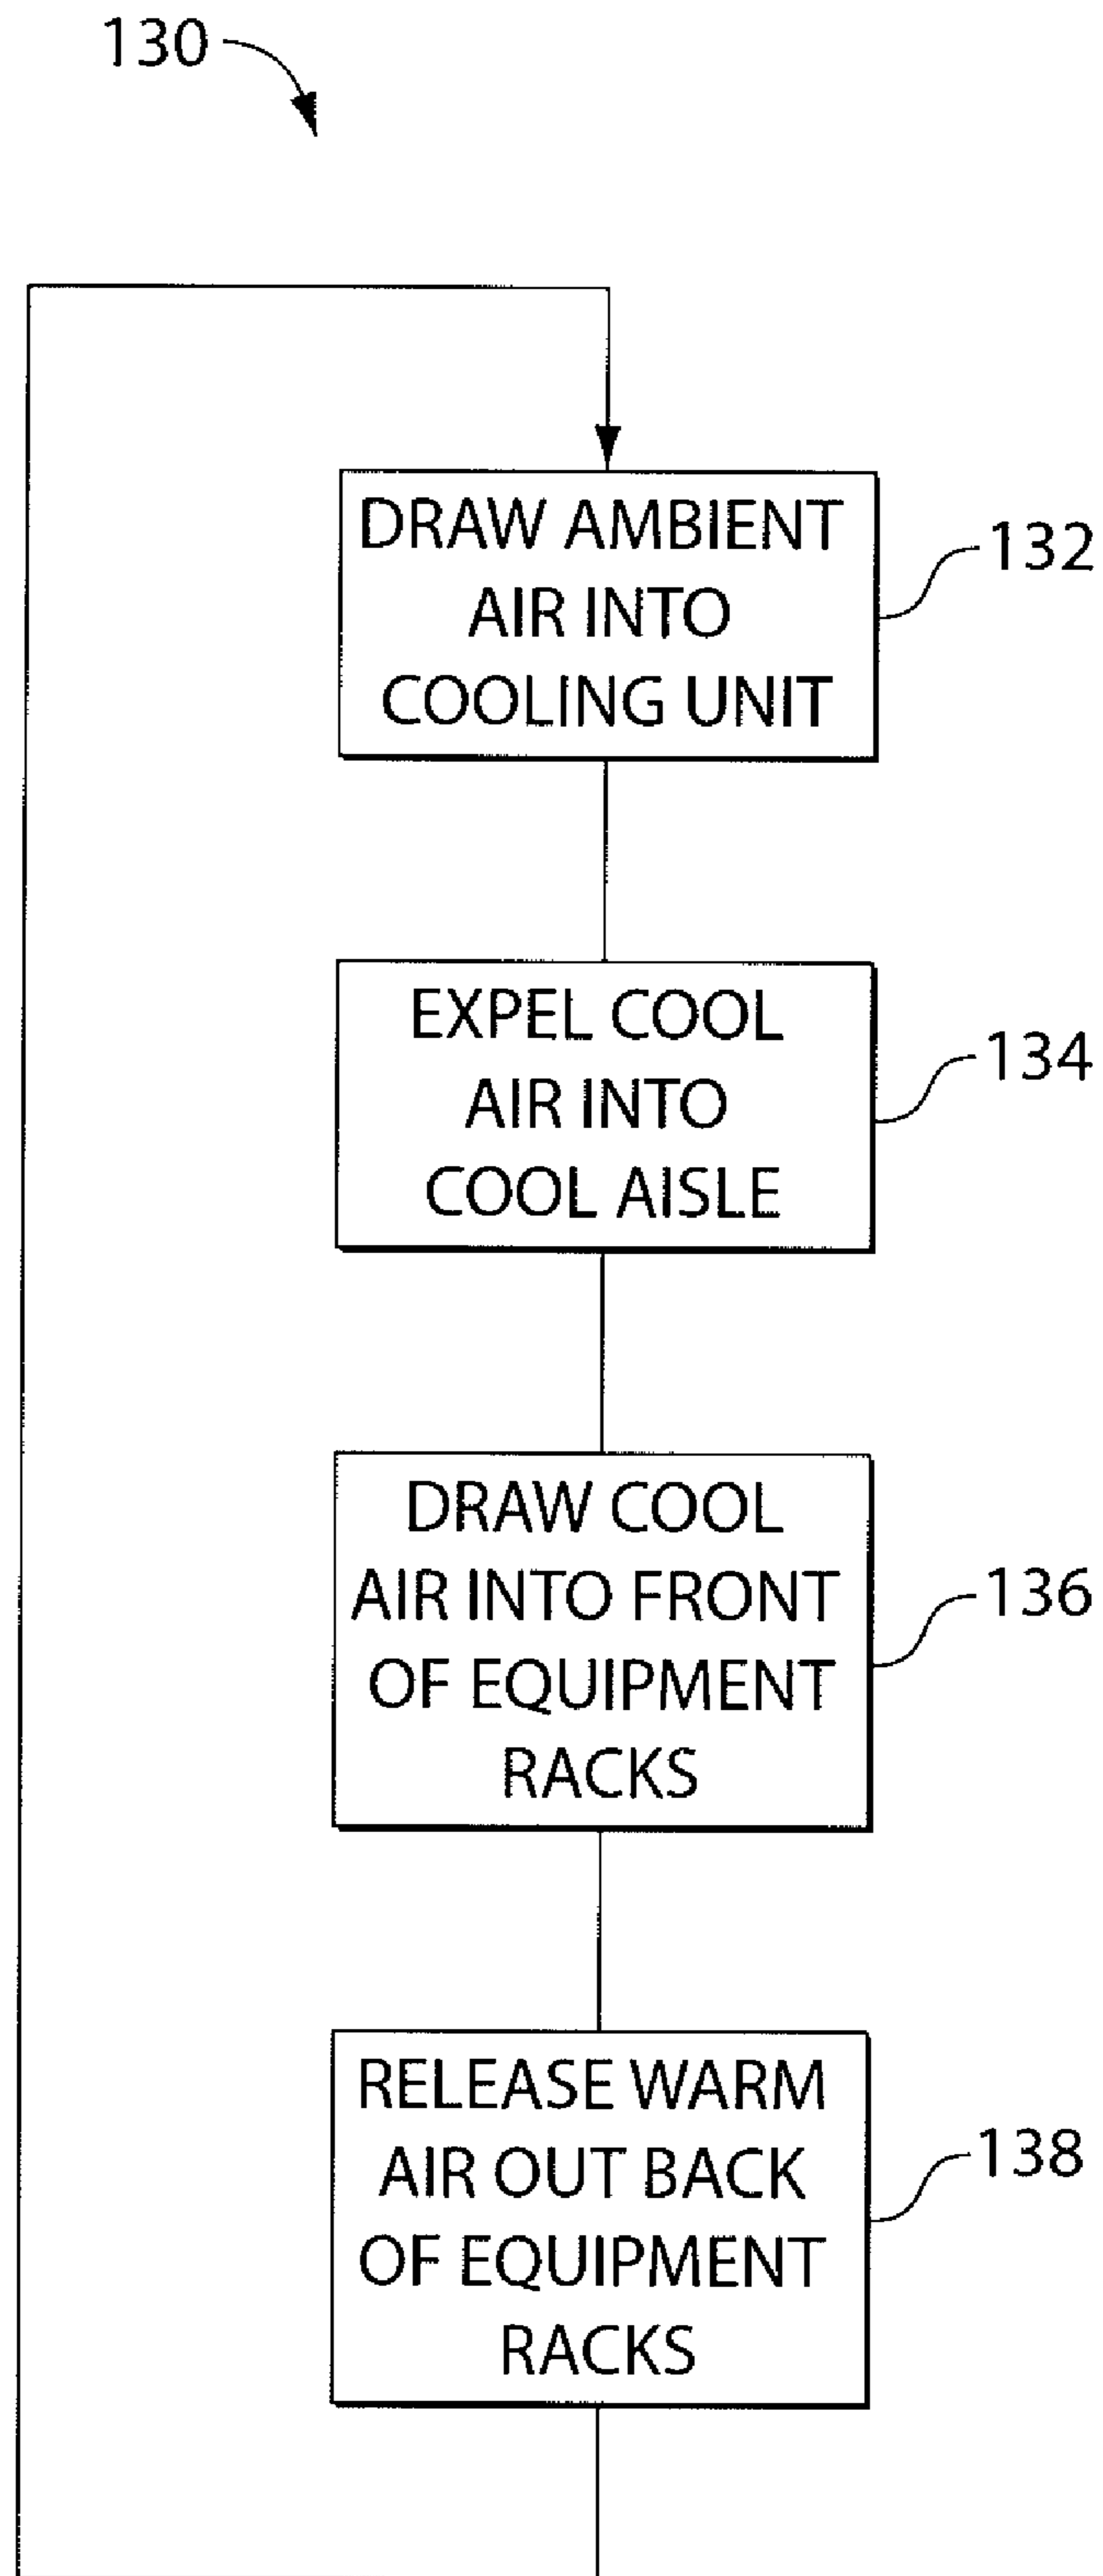 130
DRAW AMBIENT
AIR INTO
COOLING UNIT
132
EXPEL COOL
AIR INTO
COOL AISLE
134
DRAW COOL
AIR INTO FRONT
OF EQUIPMENT
RACKS
136
RELEASE WARM
AIR OUT BACK
OF EQUIPMENT
RACKS
138